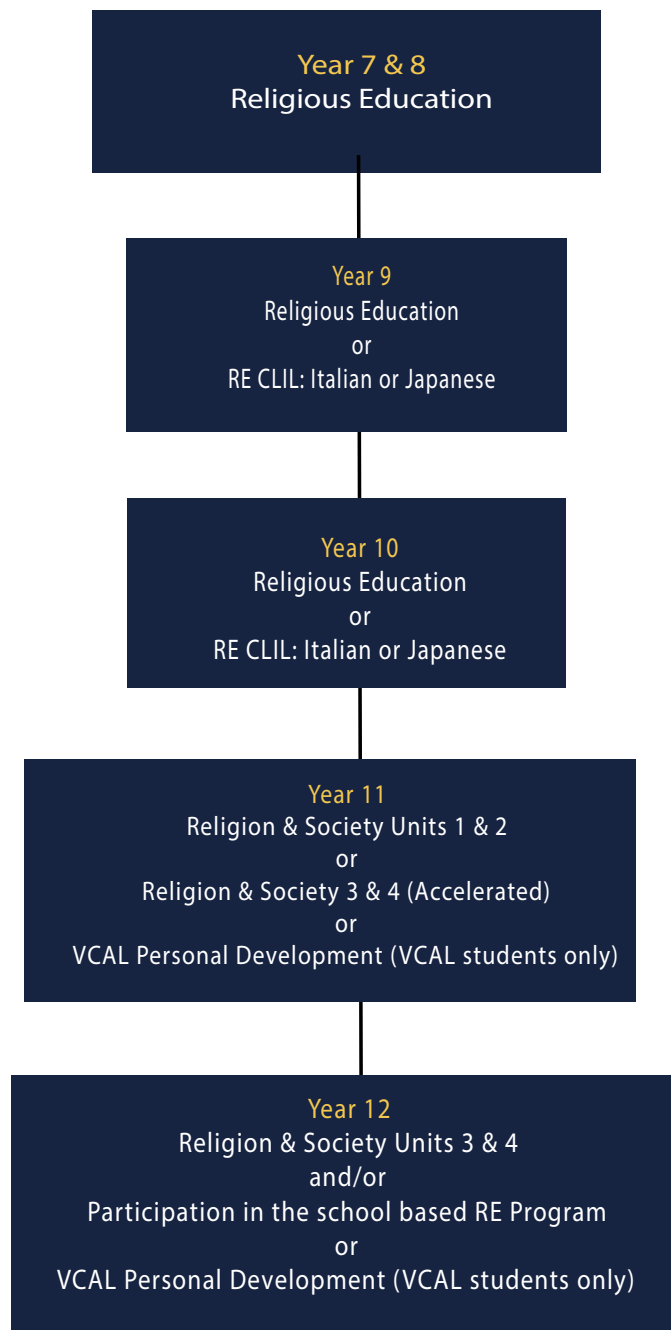 Year 7 & 8
Religious Education
Year 9
Religious Education
or
RE CLIL: Italian or Japanese
Year 10
Religious Education
or
RE CLIL: Italian or Japanese
Year 11
Religion & Society Units 1 & 2
or
Religion & Society 3 & 4 (Accelerated)
or
VCAL Personal Development (VCAL students only)
Year 12
Religion & Society Units 3 & 4
and/or
Participation in the school based RE Program
or
VCAL Personal Development (VCAL students only)